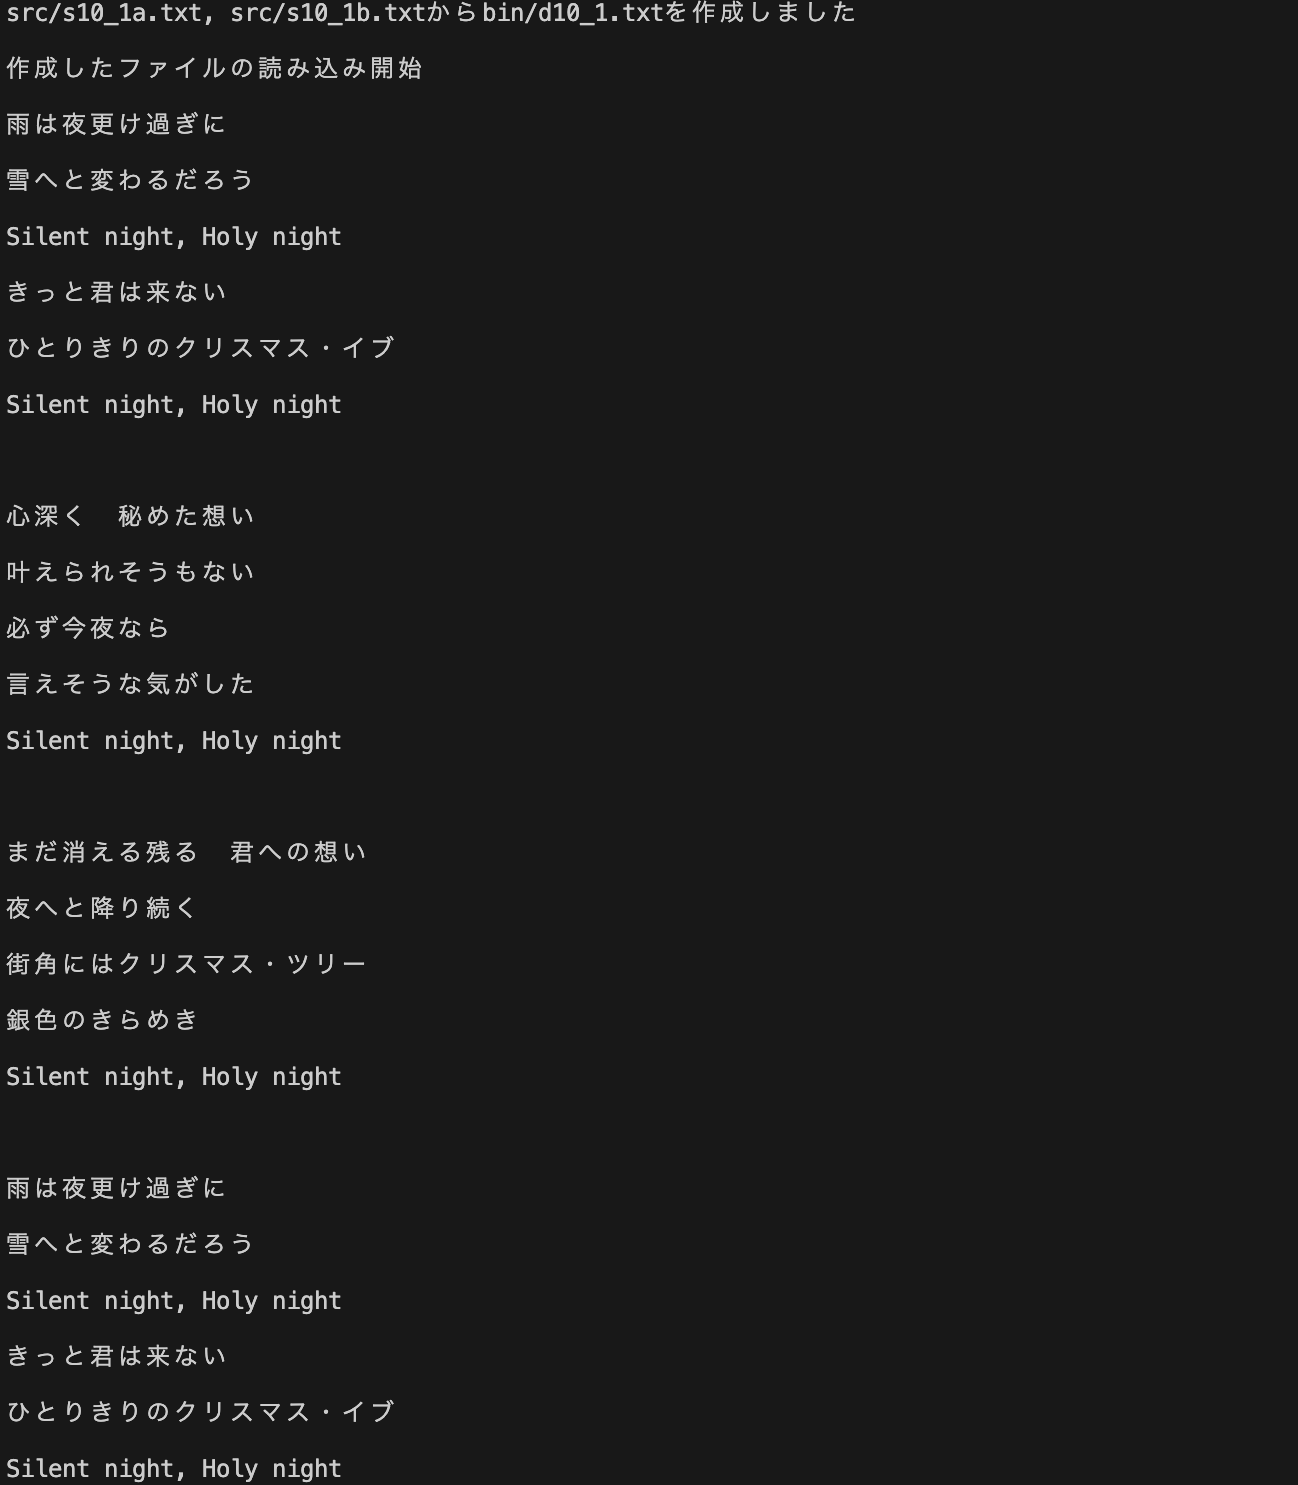 src/s10_1a.txt, src/s10_1b.txtからbin/d10_1.txtを作成しました
作成したファイルの読み込み開始
雨は夜更け過ぎに
雪へと変わるだろう
Silent night, Holy night
きっと君は来ない
ひとりきりのクリスマス・イブ
Silent night, Holy night
心深く　秘めた想い
叶えられそうもない
必ず今夜なら
言えそうな気がした
Silent night, Holy night
まだ消える残る　君への想い
夜へと降り続く
街角にはクリスマス・ツリー
銀色のきらめき
Silent night, Holy night
雨は夜更け過ぎに
雪へと変わるだろう
Silent night, Holy night
きっと君は来ない
ひとりきりのクリスマス・イブ
Silent night, Holy night